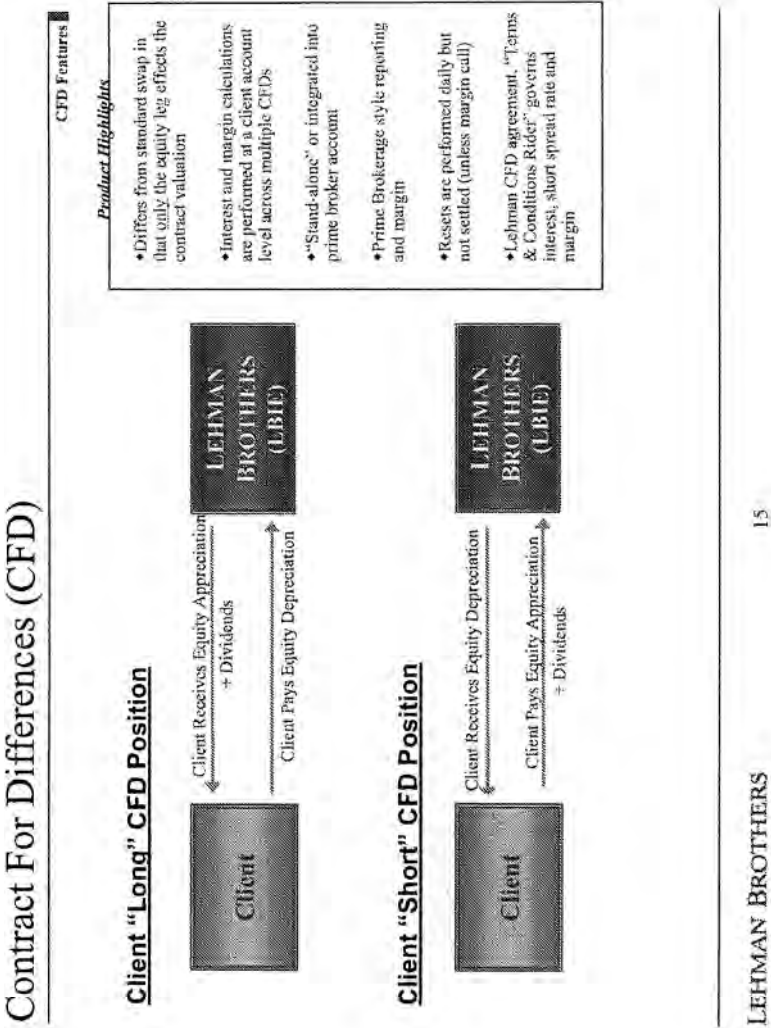 Contract For Differences (CFD)
CFD Features
Client "Long" CFD Position
Client
Client Receives Equity Appreciation
+ Dividends
Client Pays Equity Depreciation
LEHMAN
BROTHERS
(LBIE)
Client "Short" CFD Position
Client
Client Receives Equity Depreciation
Client Pays Equity Appreciation
+ Dividends
LEHMAN
BROTHERS
(LBIE)
Product Highlights
◆Differs from standard swap in
that only the equity leg effects the
contract valuation
◆Interest and margin calculations
are performed at a client account
level across multiple CFDs
◆"Stand-alone" or integrated into
prime broker account
◆Prime Brokerage style reporting
and margin
◆Resets are performed daily but
not settled (unless margin call)
◆Lehman CFD agreement, "Terms
& Conditions Rider" governs
interest, short spread rate and
margin
LEHMAN BROTHERS
15